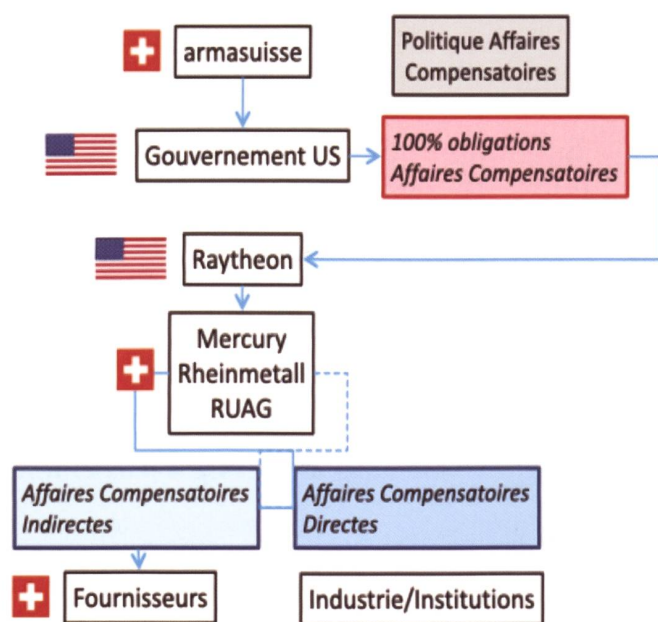 armasuisse
Politique Affaires
Compensatoires
Gouvernement US
100% obligations
Affaires Compensatoires
Raytheon
Mercury
Rheinmetall
RUAG
Affaires Compensatoires
Indirectes
Affaires Compensatoires
Directes
Fournisseurs
Industrie/Institutions